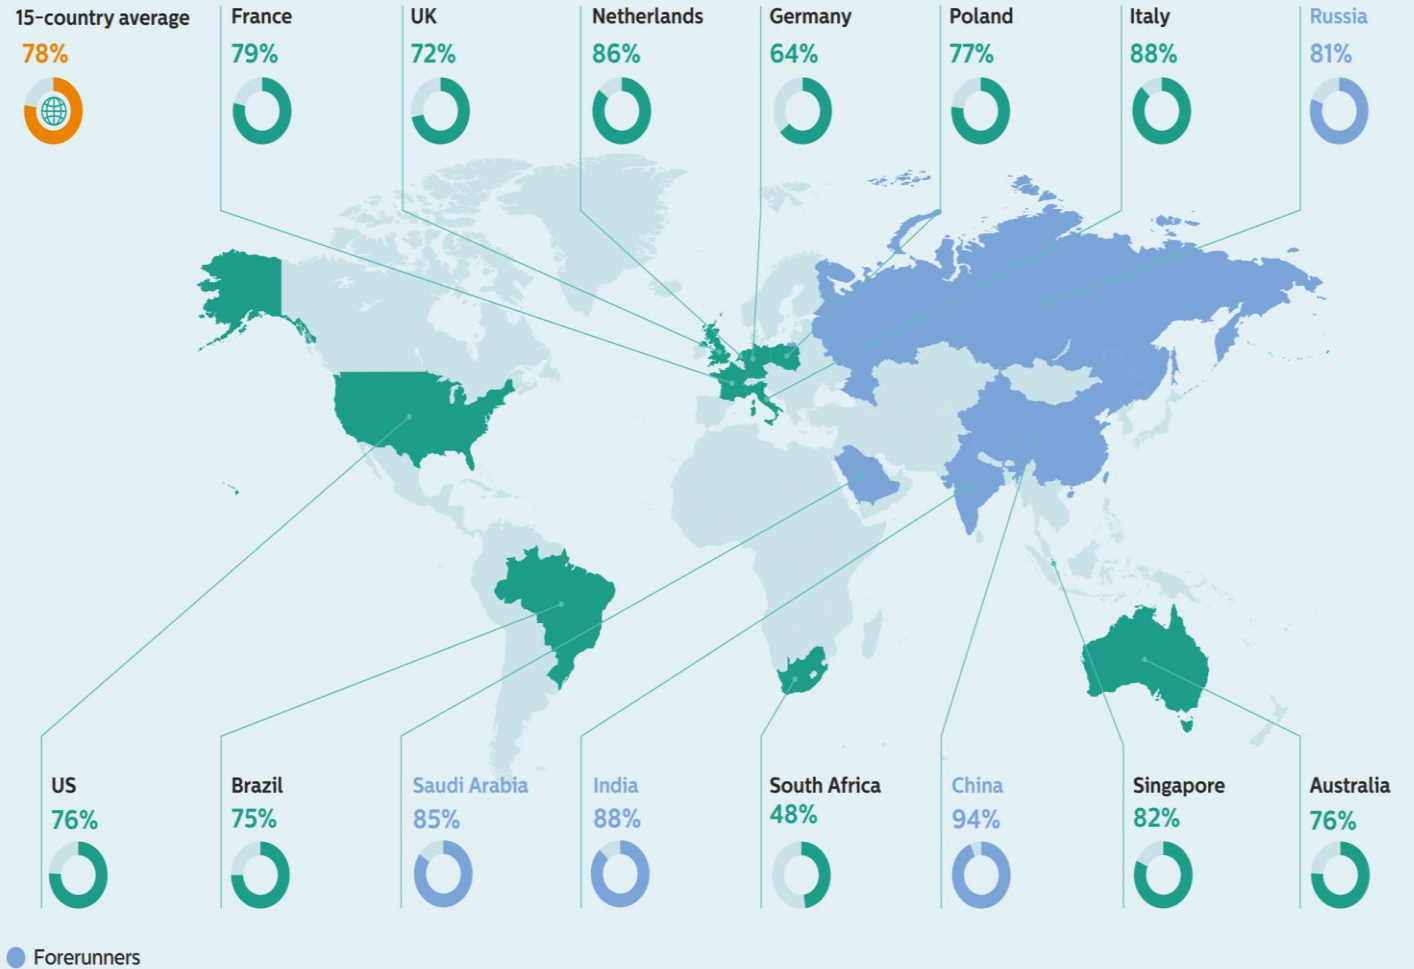 15-country average
78%
France
79%
UK
72%
Netherlands
86%
Germany
64%
Poland
77%
Italy
88%
Russia
81%
US
76%
Brazil
75%
Saudi Arabia
85%
India
88%
South Africa
48%
China
94%
Singapore
82%
Australia
76%
Forerunners